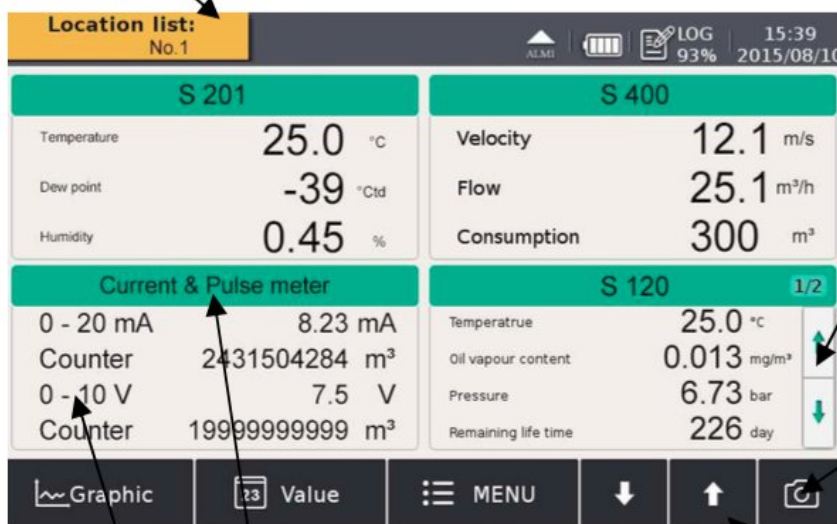 Location list:
No.1
ALM1
LOG
93%
15:39
2015/08/10
S 201
Temperature 25.0 °C
Dew point -39 °Ctd
Humidity 0.45 %
S 400
Velocity 12.1 m/s
Flow 25.1 m³/h
Consumption 300 m³
Current & Pulse meter
0 - 20 mA 8.23 mA
Counter 2431504284 m³
0 - 10 V 7.5 V
Counter 19999999999 m³
S 120 1/2
Temperatrue 25.0 °C
Oil vapour content 0.013 mg/m³
Pressure 6.73 bar
Remaining life time 226 day
Graphic
23 Value
MENU